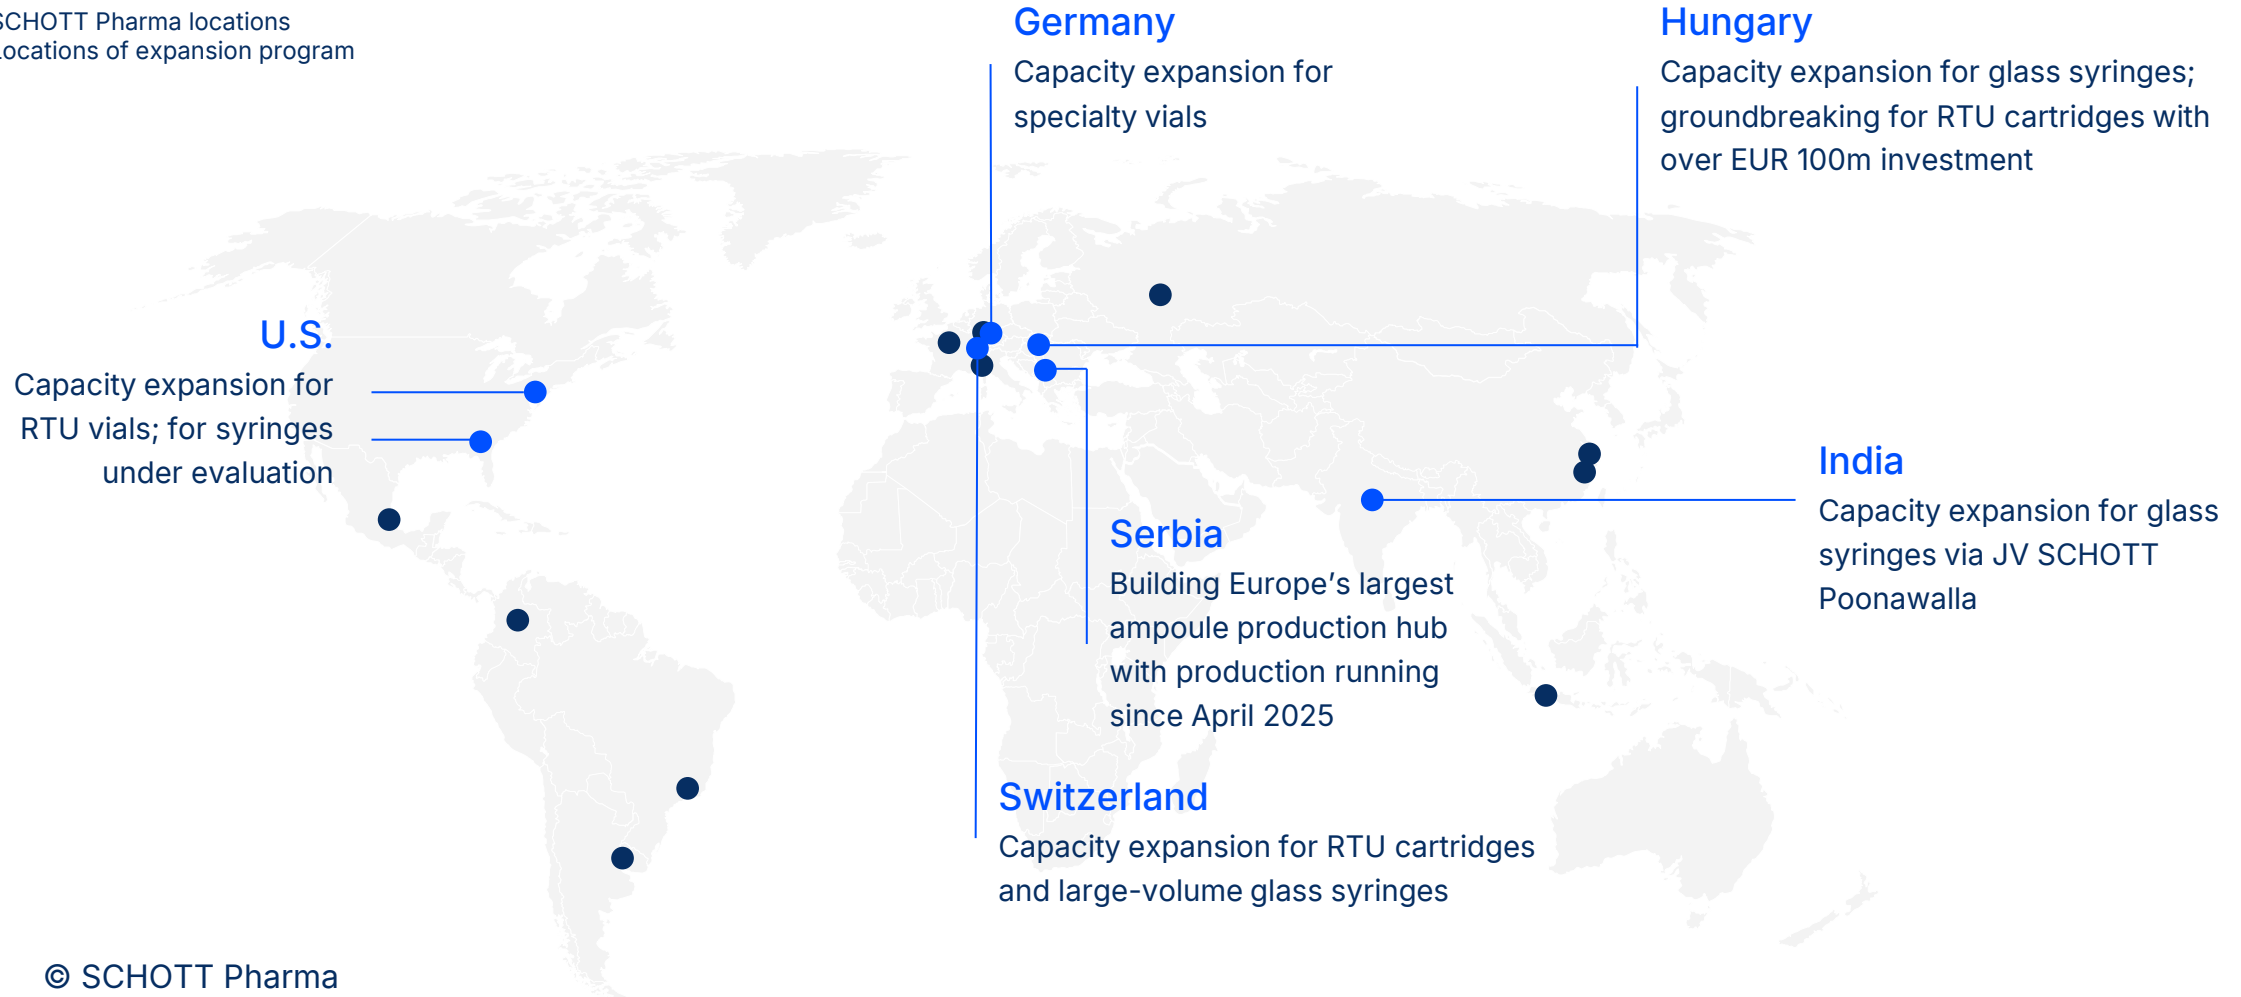 SCHOTT Pharma locations
Locations of expansion program
Germany
Capacity expansion for
specialty vials
Hungary
Capacity expansion for glass syringes;
groundbreaking for RTU cartridges with
over EUR 100m investment
U.S.
Capacity expansion for
RTU vials; for syringes
under evaluation
India
Capacity expansion for glass
syringes via JV SCHOTT
Poonawalla
Serbia
Building Europe’s largest
ampoule production hub
with production running
since April 2025
Switzerland
Capacity expansion for RTU cartridges
and large-volume glass syringes
© SCHOTT Pharma